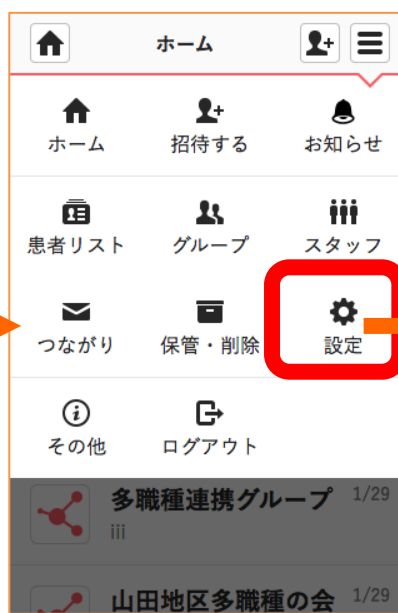 ホーム
ホーム 招待する お知らせ
患者リスト グループ スタッフ
つながり 保管・削除 設定
その他 ログアウト
多職種連携グループ 1/29
iii
山田地区多職種の会 1/29